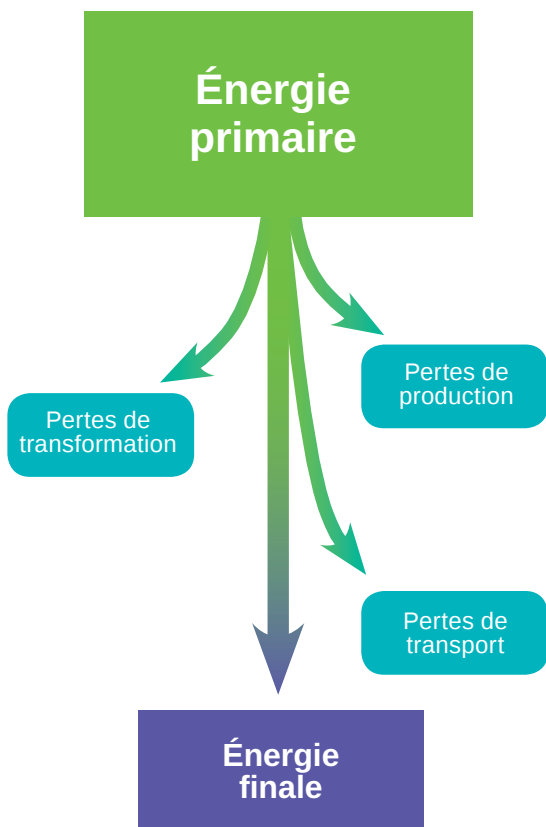 Énergie
primaire
Pertes de
production
Pertes de
transformation
Pertes de
transport
Énergie
finale